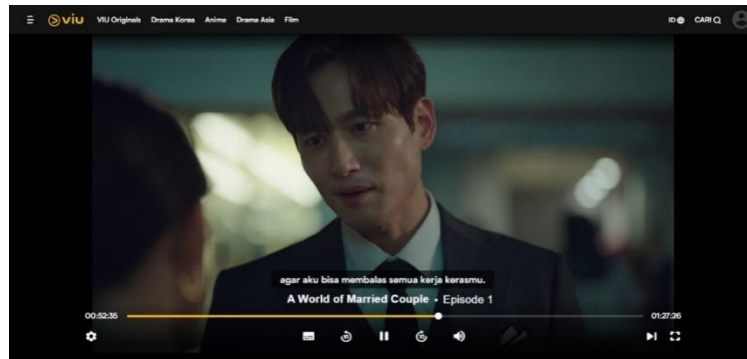 viu VIU Originals Drama Korea Anime Drama Asia Film ID CARI
agar aku bisa membalas semua kerja kerasmu.
A World of Married Couple • Episode 1
00:52:35 01:27:26